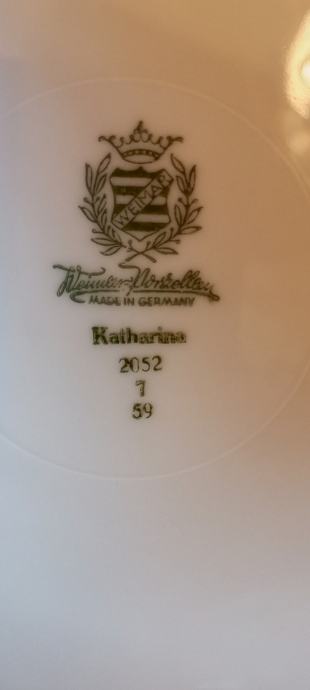 WEIMAR
Weimar Porzellan
MADE IN GERMANY
Katharina
2052
7
59